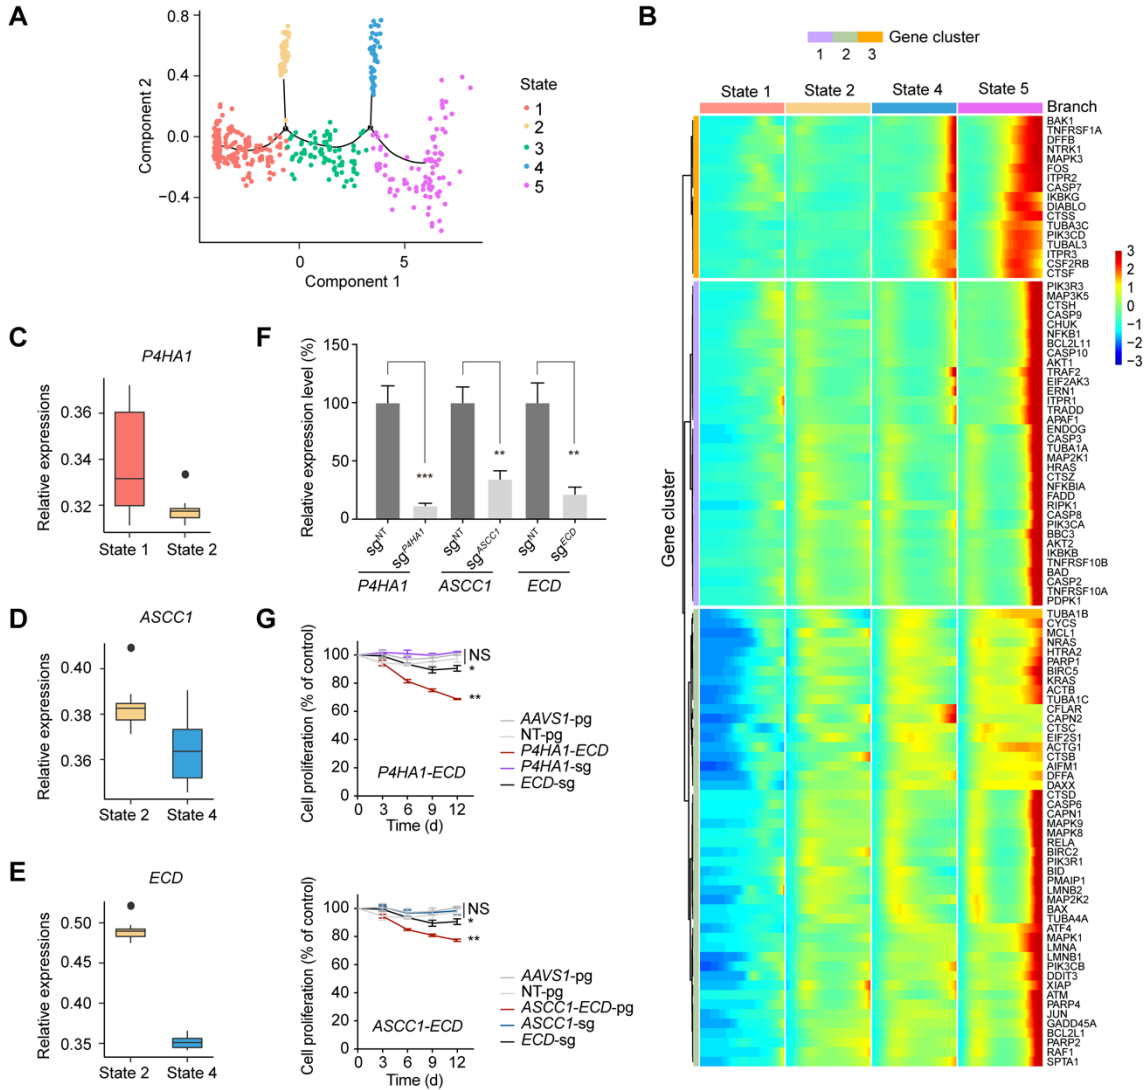 A
0.8
0.4
0.0
−0.4
Component 2
0
5
Component 1
State
1
2
3
4
5
B
Gene cluster
1 2 3
State 1 State 2 State 4 State 5
Branch
Gene cluster
BAK1
TNFRSF1A
DFFB
NTRK1
MAPK3
FOS
ITPR2
CASP7
IKBKG
DIABLO
CTSS
TUBA3C
PIK3CD
TUBAL3
ITPR3
CSF2RB
CTSF
PIK3R3
MAP3K5
CTSH
CASP9
CHUK
NFKB1
BCL2L11
CASP10
AKT1
TRAF2
EIF2AK3
ERN1
ITPR1
TRADD
APAF1
ENDOG
CASP3
TUBA1A
MAP2K1
HRAS
CTSZ
NFKBIA
FADD
RIPK1
CASP8
PIK3CA
BBC3
AKT2
IKBKB
TNFRSF10B
BAD
CASP2
TNFRSF10A
PDPK1
TUBA1B
CYCS
MCL1
NRAS
HTRA2
PARP1
BIRC5
KRAS
ACTB
TUBA1C
CFLAR
CAPN2
CTSC
EIF2S1
ACTG1
CTSB
AIFM1
DFFA
DAXX
CTSD
CASP6
CAPN1
MAPK9
MAPK8
RELA
BIRC2
PIK3R1
BID
PMAIP1
LMNB2
MAP2K2
BAX
TUBA4A
ATF4
MAPK1
LMNA
LMNB1
PIK3CB
DDIT3
XIAP
ATM
PARP4
JUN
GADD45A
BCL2L1
PARP2
RAF1
SPTA1
3
2
1
0
−1
−2
−3
C
P4HA1
Relative expressions
0.36
0.34
0.32
State 1 State 2
F
Relative expression level (%)
150
100
50
0
***
**
**
sgNT
sgP4HA1
sgNT
sgASCC1
sgNT
sgECD
P4HA1 ASCC1 ECD
D
ASCC1
Relative expressions
0.40
0.38
0.36
State 2 State 4
G
Cell proliferation (% of control)
100
80
60
40
20
0
NS
*
**
P4HA1-ECD
0 3 6 9 12
Time (d)
AAVS1-pg
NT-pg
P4HA1-ECD
P4HA1-sg
ECD-sg
E
ECD
Relative expressions
0.50
0.45
0.40
0.35
State 2 State 4
Cell proliferation (% of control)
100
80
60
40
20
0
NS
*
**
ASCC1-ECD
0 3 6 9 12
Time (d)
AAVS1-pg
NT-pg
ASCC1-ECD-pg
ASCC1-sg
ECD-sg